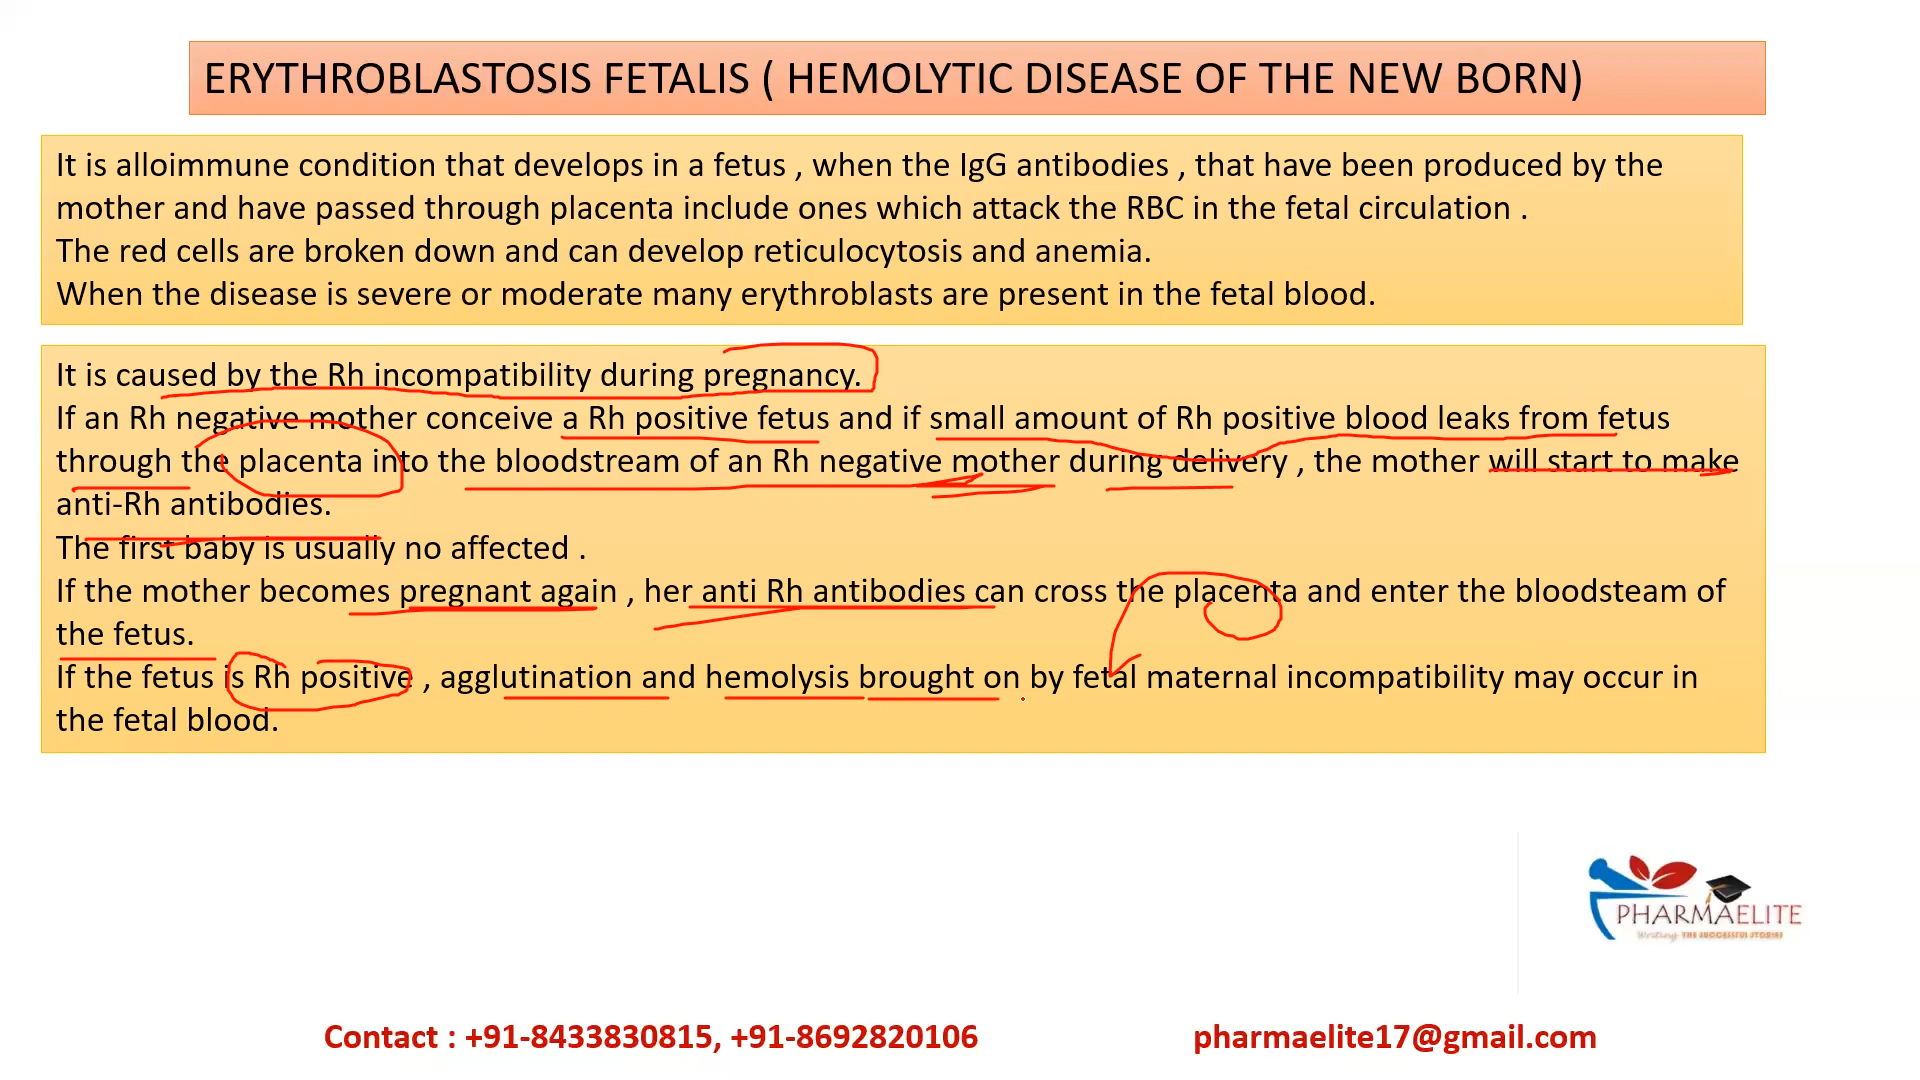 ERYTHROBLASTOSIS FETALIS ( HEMOLYTIC DISEASE OF THE NEW BORN)
It is alloimmune condition that develops in a fetus , when the IgG antibodies , that have been produced by the
mother and have passed through placenta include ones which attack the RBC in the fetal circulation .
The red cells are broken down and can develop reticulocytosis and anemia.
When the disease is severe or moderate many erythroblasts are present in the fetal blood.
It is caused by the Rh incompatibility during pregnancy.
If an Rh negative mother conceive a Rh positive fetus and if small amount of Rh positive blood leaks from fetus
through the placenta into the bloodstream of an Rh negative mother during delivery , the mother will start to make
anti-Rh antibodies.
The first baby is usually no affected .
If the mother becomes pregnant again , her anti Rh antibodies can cross the placenta and enter the bloodsteam of
the fetus.
If the fetus is Rh positive , agglutination and hemolysis brought on by fetal maternal incompatibility may occur in
the fetal blood.
PHARMAELITE
Writing THE SUCCESSFUL STORIES
Contact : +91-8433830815, +91-8692820106 pharmaelite17@gmail.com